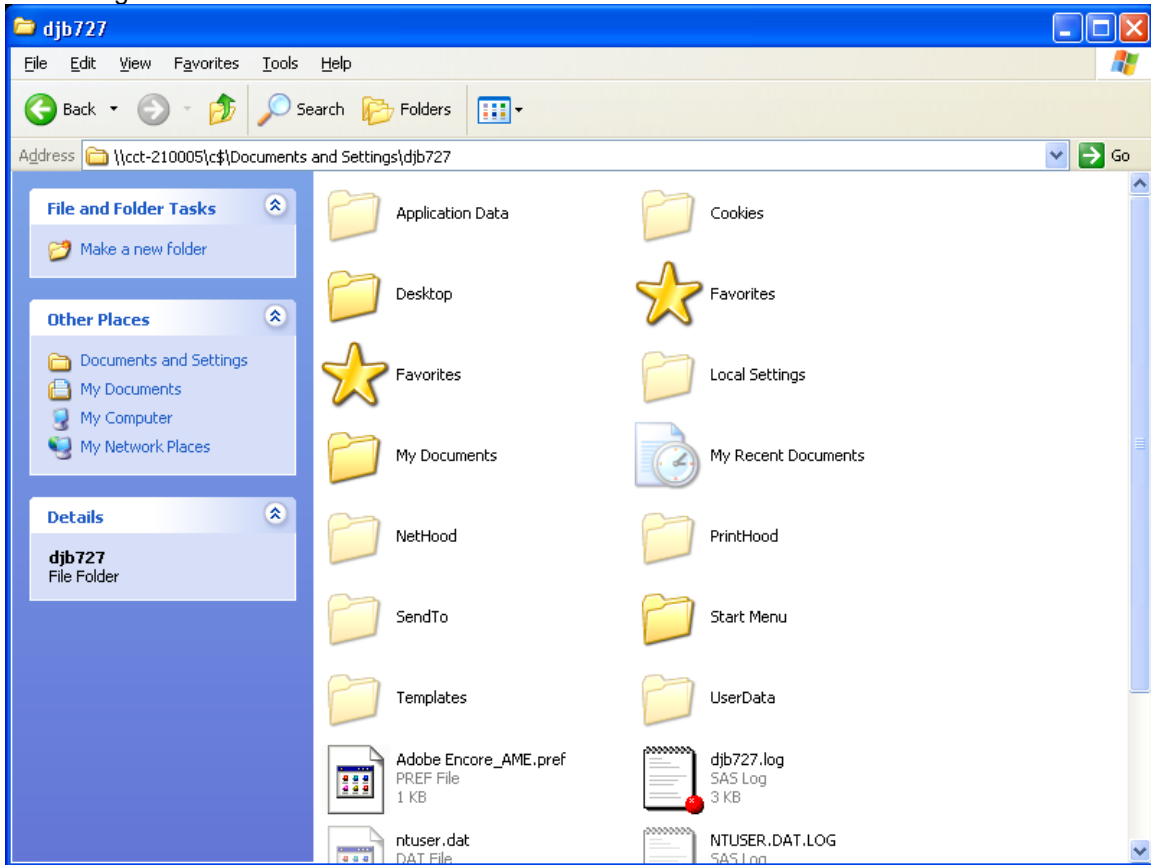 djb727
File Edit View Favorites Tools Help
Back Search Folders
Address \\cct-210005\c$\Documents and Settings\djb727 Go
File and Folder Tasks
Make a new folder
Other Places
Documents and Settings
My Documents
My Computer
My Network Places
Details
djb727
File Folder
Application Data Cookies
Desktop Favorites
Favorites Local Settings
My Documents My Recent Documents
NetHood PrintHood
SendTo Start Menu
Templates UserData
Adobe Encore_AME.pref djb727.log
PREF File SAS Log
1 KB 3 KB
ntuser.dat NTUSER.DAT.LOG
DAT File SAS Log